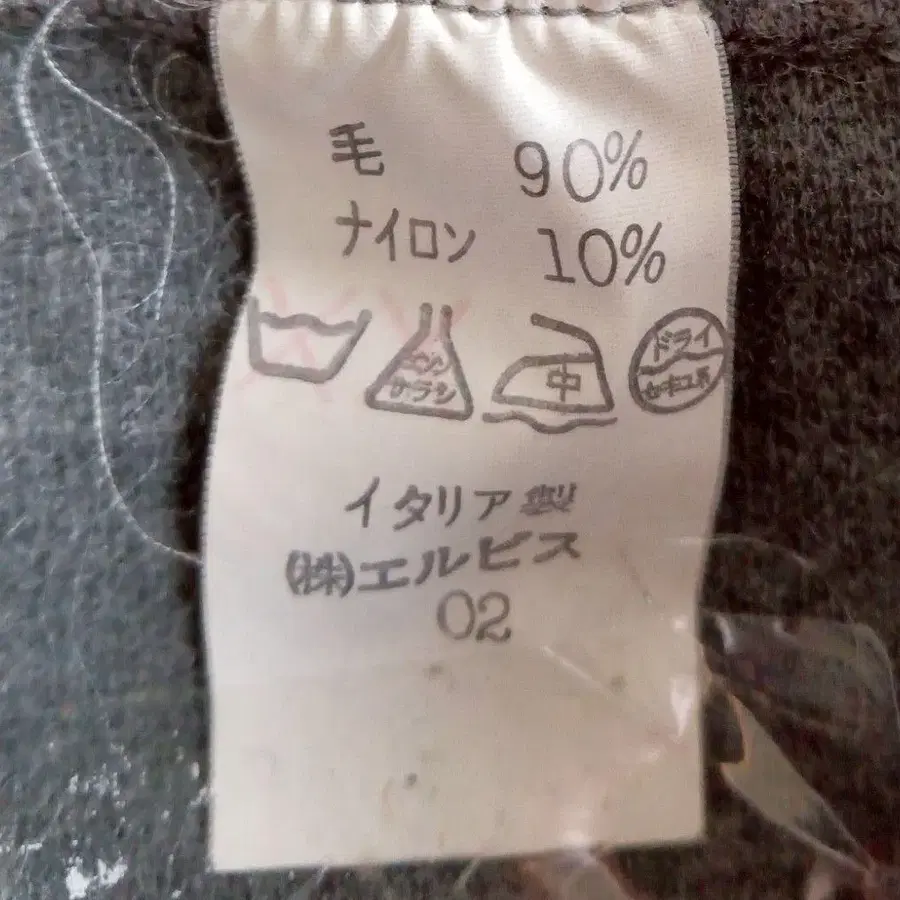 毛 90%
ナイロン 10%
エンソ
サラシ
中
ドライ
セキユ系
イタリア製
(株)エルビス
02